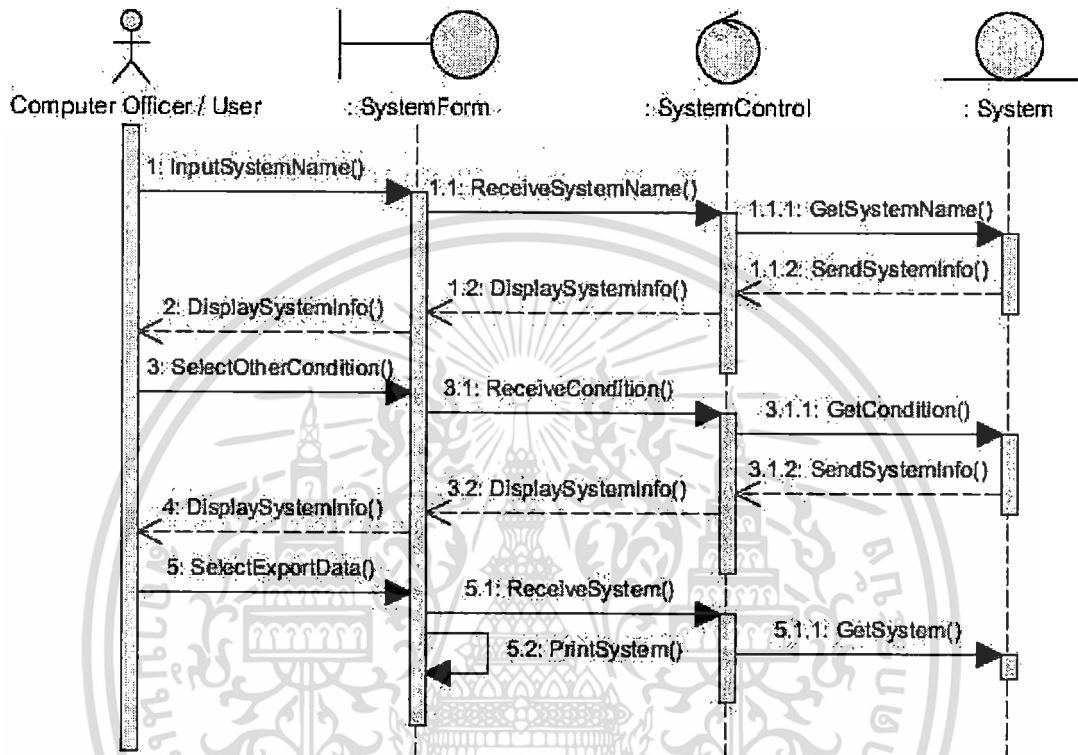 Computer Officer / User
: SystemForm
: SystemControl
: System
1: InputSystemName()
1.1: ReceiveSystemName()
1.1.1: GetSystemName()
1.1.2: SendSystemInfo()
1.2: DisplaySystemInfo()
2: DisplaySystemInfo()
3: SelectOtherCondition()
3.1: ReceiveCondition()
3.1.1: GetCondition()
3.1.2: SendSystemInfo()
3.2: DisplaySystemInfo()
4: DisplaySystemInfo()
5: SelectExportData()
5.1: ReceiveSystem()
5.1.1: GetSystem()
5.2: PrintSystem()